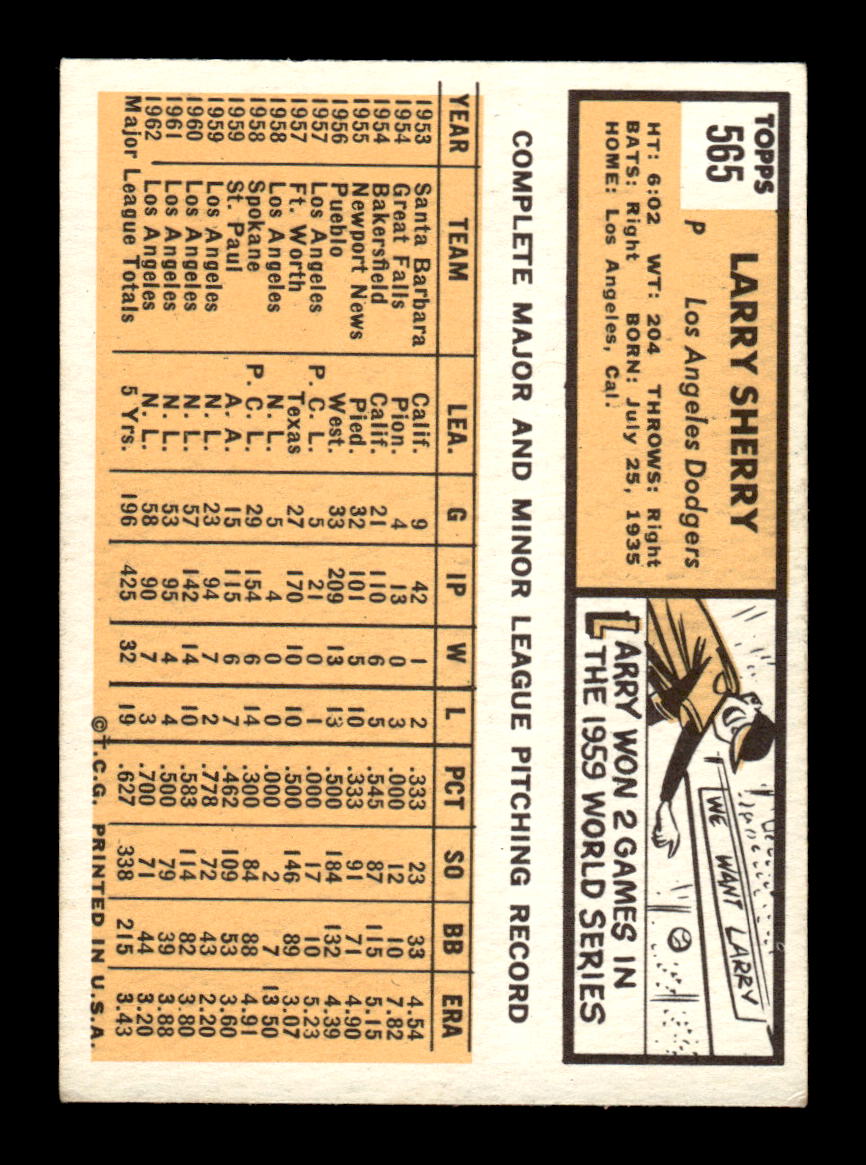 TOPPS
565
LARRY SHERRY
P Los Angeles Dodgers
HT: 6:02 WT: 204 THROWS: Right
BATS: Right BORN: July 25, 1935
HOME: Los Angeles, Cal.
WE WANT LARRY
LARRY WON 2 GAMES IN
THE 1959 WORLD SERIES
COMPLETE MAJOR AND MINOR LEAGUE PITCHING RECORD
YEAR TEAM LEA. G IP W L PCT SO BB ERA
1953 Santa Barbara Calif. 9 42 1 2 .333 23 33 4.54
1954 Great Falls Pion. 4 13 0 3 .000 12 10 7.82
1954 Bakersfield Calif. 21 110 6 5 .545 87 115 5.15
1955 Newport News Pied. 32 101 5 10 .333 91 71 4.90
1956 Pueblo West. 33 209 13 13 .500 184 132 4.39
1957 Los Angeles P.C.L. 5 21 0 1 .000 17 10 5.23
1957 Ft. Worth Texas 27 170 10 10 .500 146 89 3.07
1958 Los Angeles N.L. 5 4 0 0 .000 2 7 13.50
1958 Spokane P.C.L. 29 154 6 14 .300 84 88 4.91
1959 St. Paul A.A. 15 115 6 7 .462 109 53 3.60
1959 Los Angeles N.L. 23 94 7 2 .778 72 43 2.20
1960 Los Angeles N.L. 57 142 14 10 .583 114 82 3.80
1961 Los Angeles N.L. 53 95 4 4 .500 79 39 3.88
1962 Los Angeles N.L. 58 90 7 3 .700 71 44 3.20
Major League Totals 5 Yrs. 196 425 32 19 .627 .338 215 3.43
©T.C.G. PRINTED IN U.S.A.